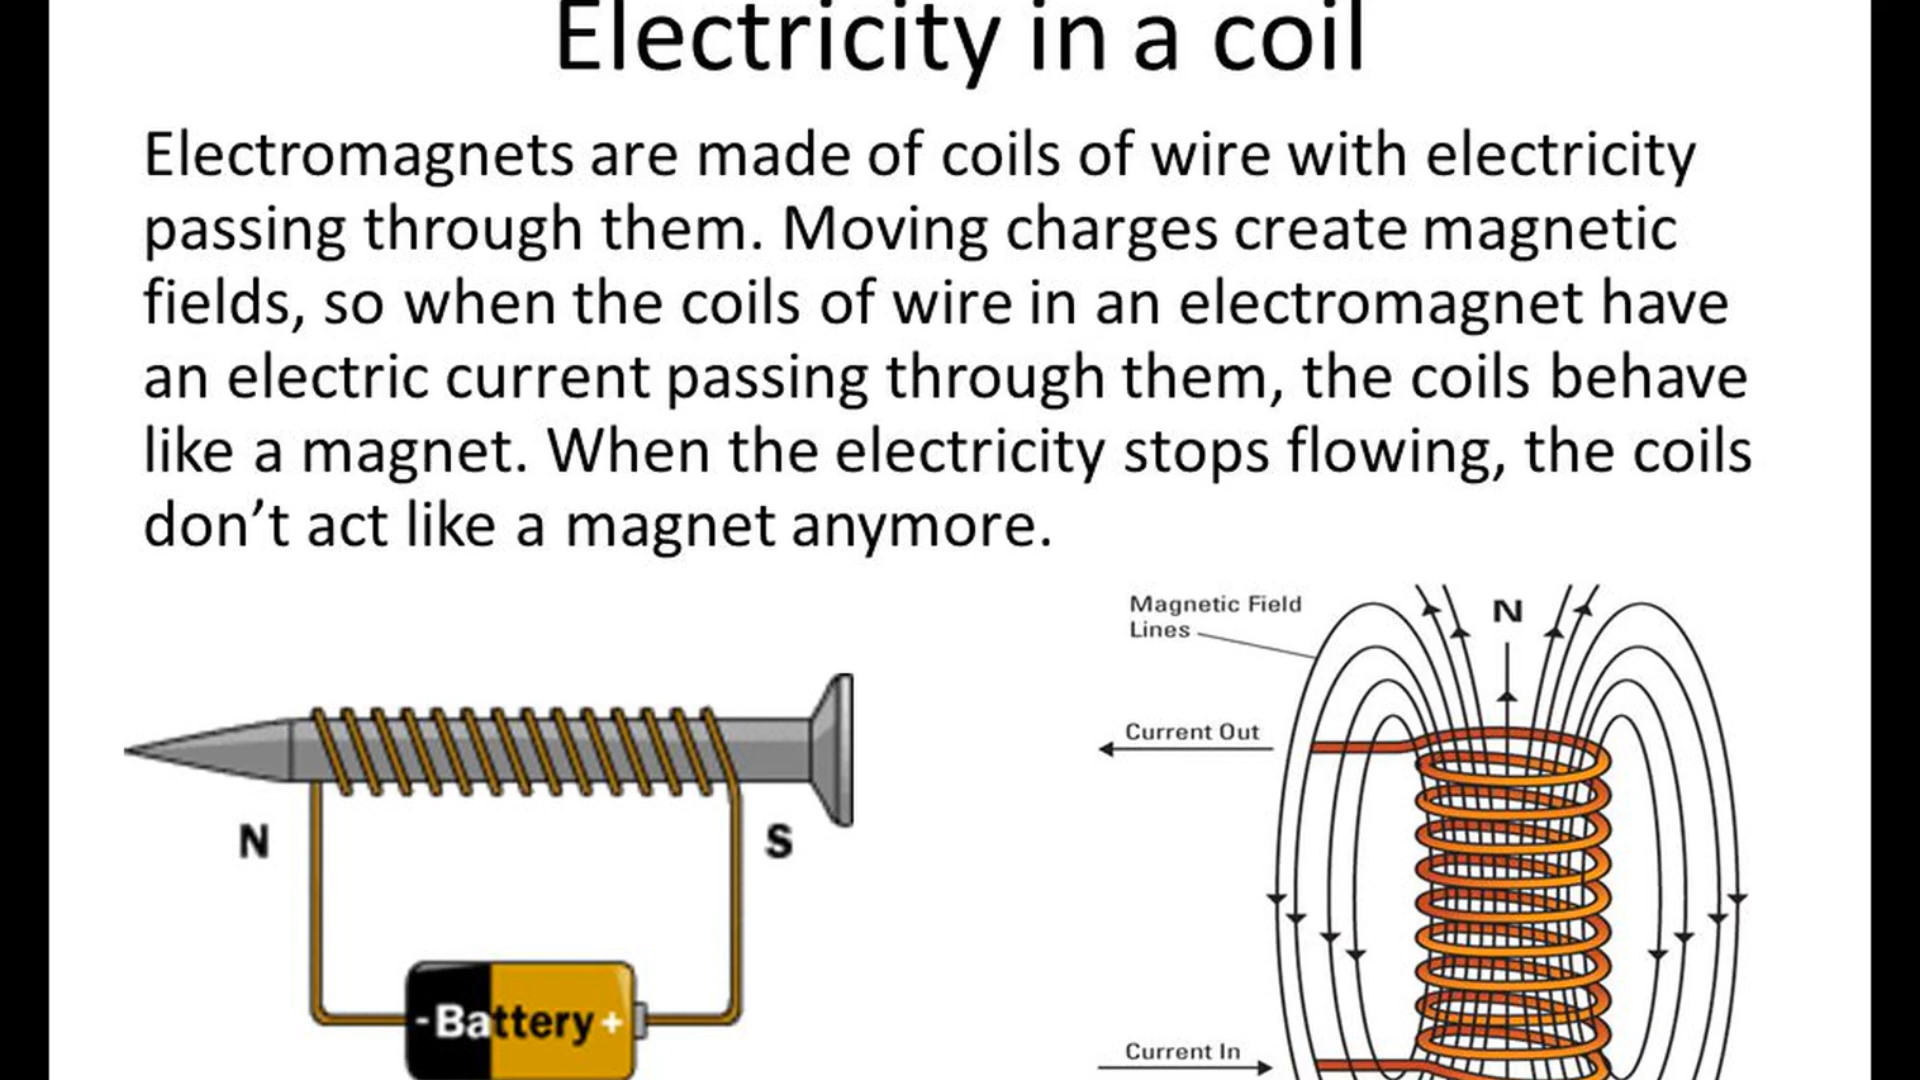 Electricity in a coil
Electromagnets are made of coils of wire with electricity
passing through them. Moving charges create magnetic
fields, so when the coils of wire in an electromagnet have
an electric current passing through them, the coils behave
like a magnet. When the electricity stops flowing, the coils
don’t act like a magnet anymore.
N
S
-Battery+
Magnetic Field
Lines
N
Current Out
Current In